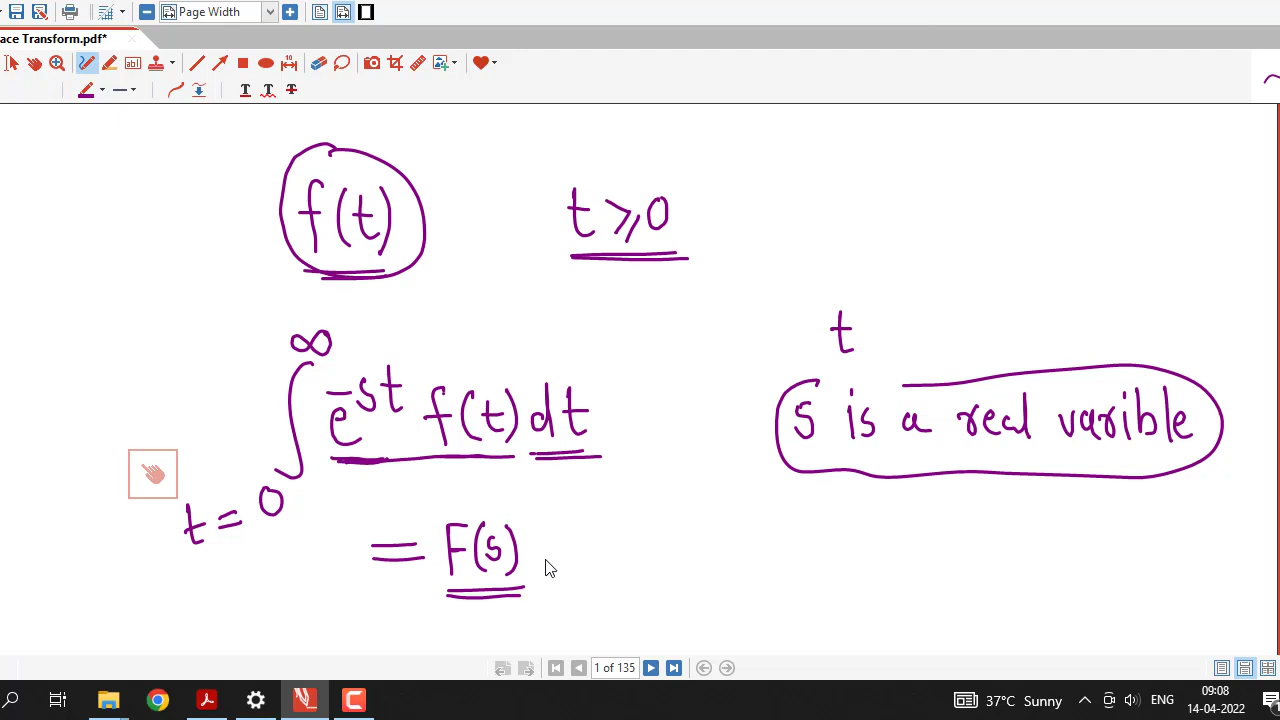 Page Width
ace Transform.pdf*
f(t) t ⩾ 0
∞
t
∫ e^-st f(t) dt
s is a real varible
t = 0
= F(s)
1 of 135
37°C Sunny
ENG
09:08
14-04-2022